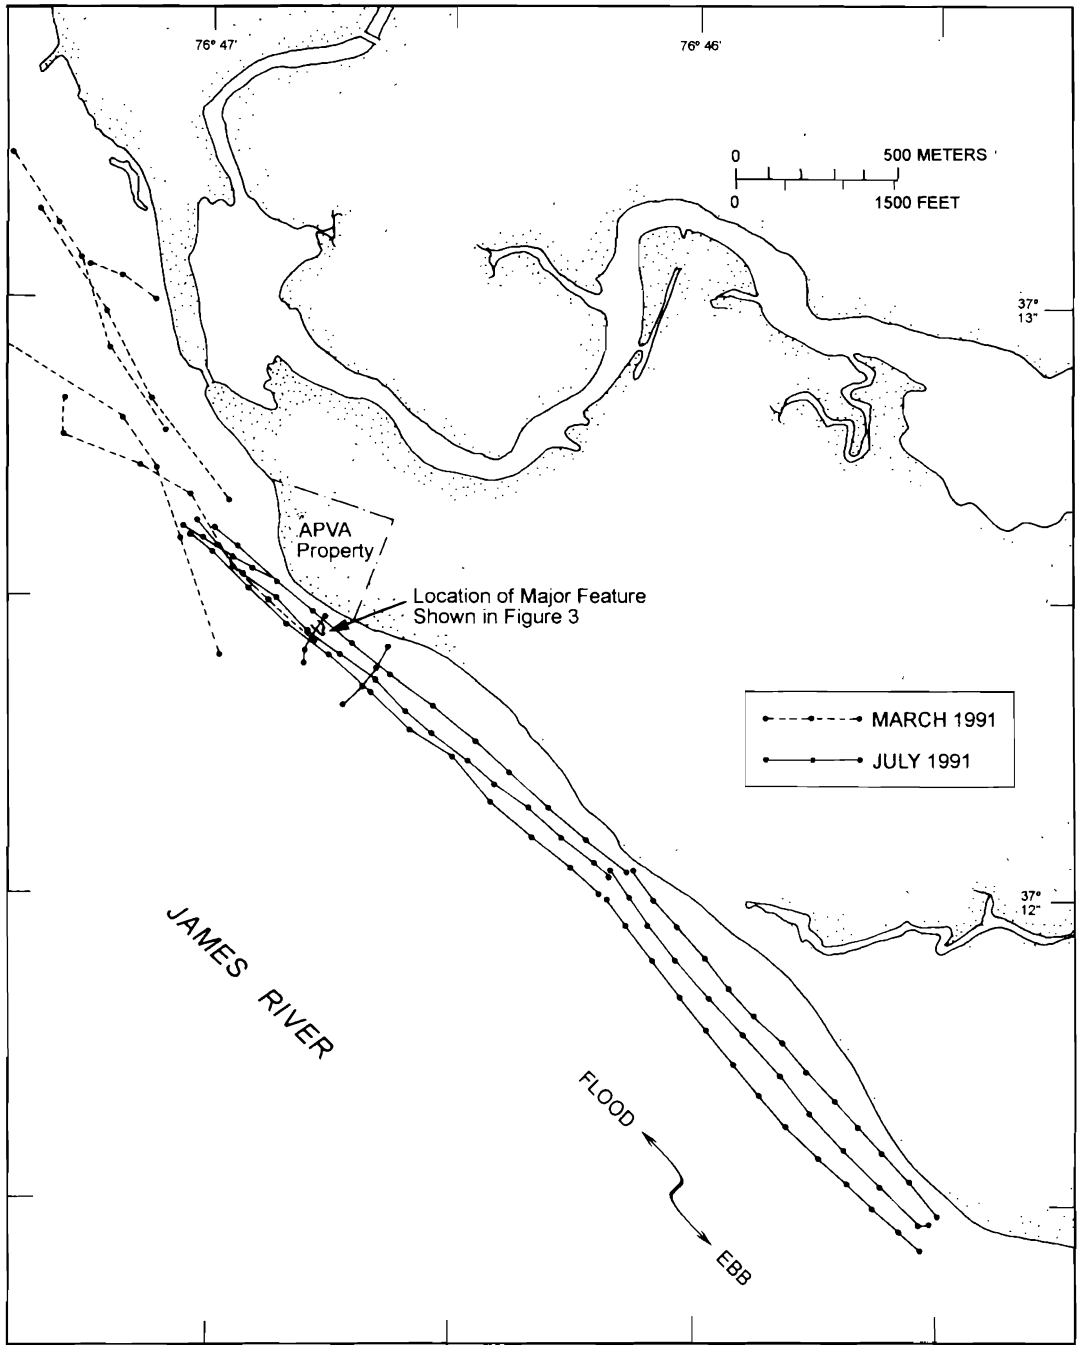 76° 47'
76° 46'
0 500 METERS
0 1500 FEET
37°
13"
APVA
Property
Location of Major Feature
Shown in Figure 3
MARCH 1991
JULY 1991
37°
12"
JAMES RIVER
FLOOD
EBB